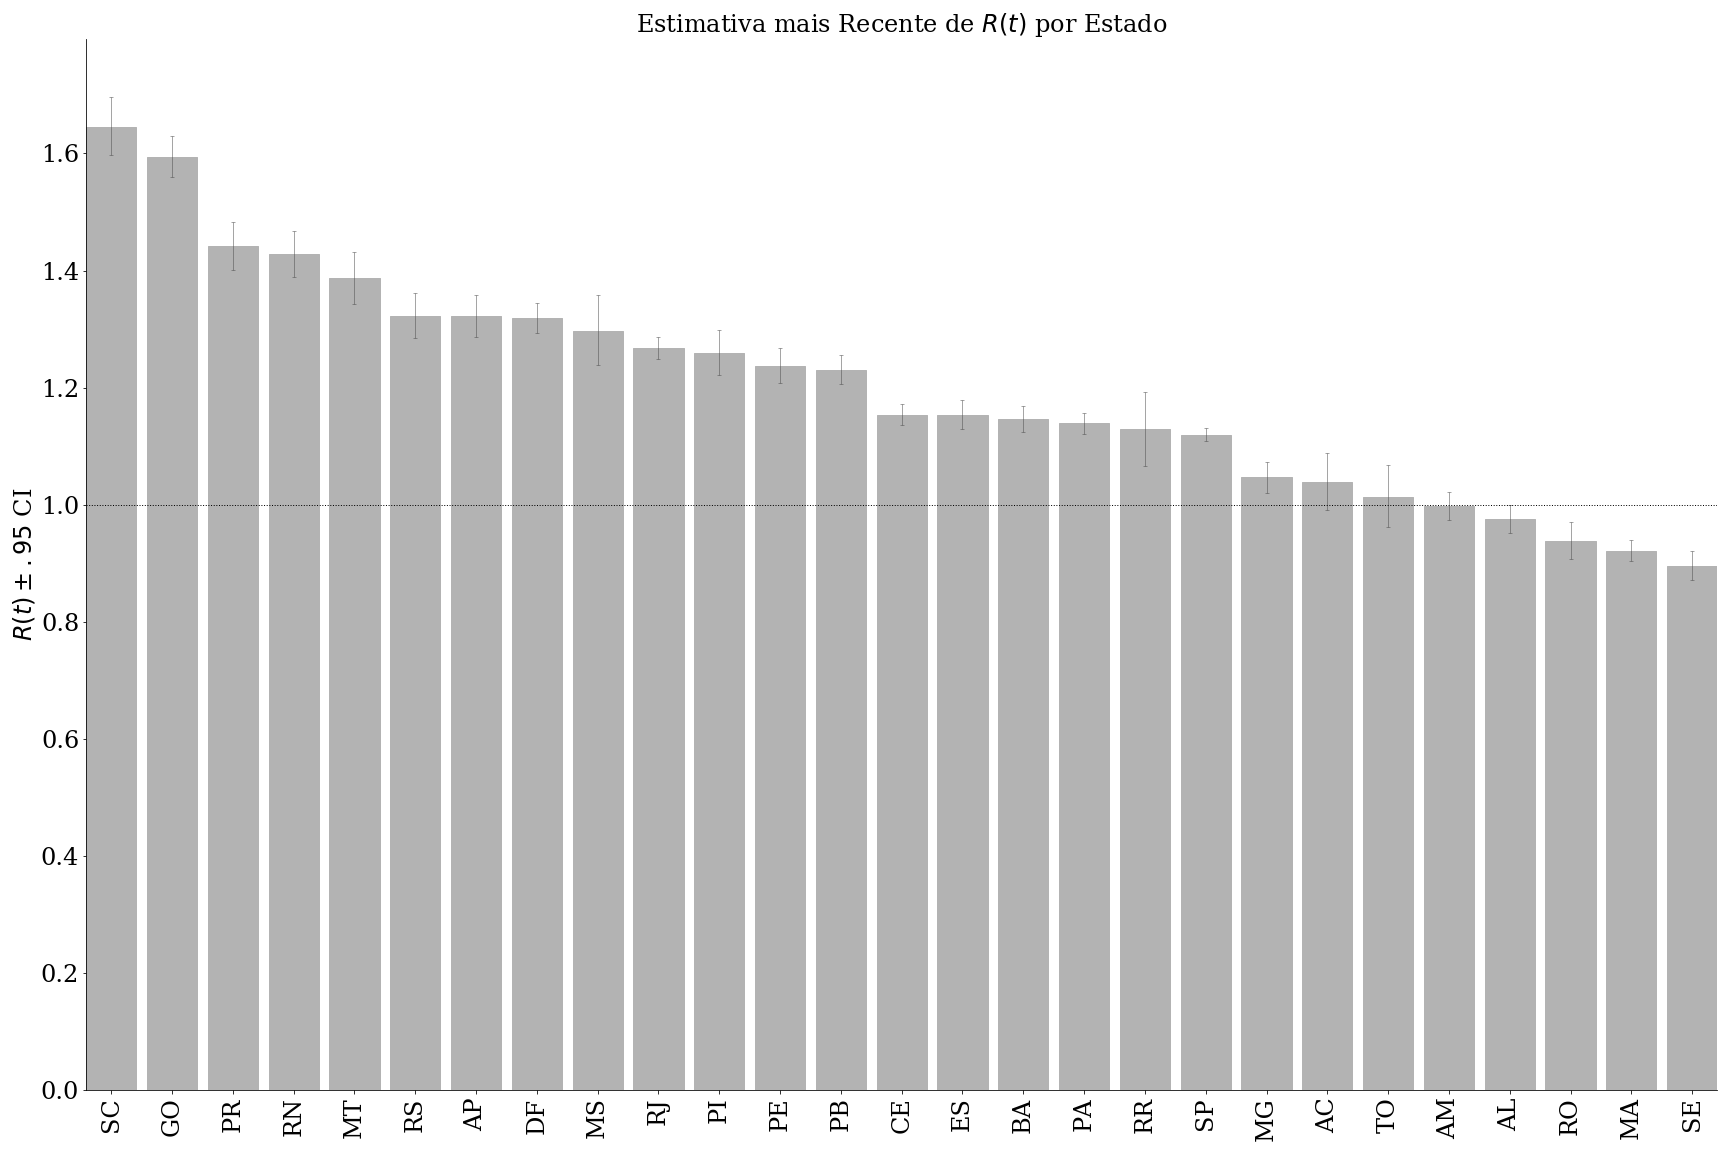 Estimativa mais Recente de R(t) por Estado
R(t) ± .95 CI
1.6
1.4
1.2
1.0
0.8
0.6
0.4
0.2
0.0
SC
GO
PR
RN
MT
RS
AP
DF
MS
RJ
PI
PE
PB
CE
ES
BA
PA
RR
SP
MG
AC
TO
AM
AL
RO
MA
SE